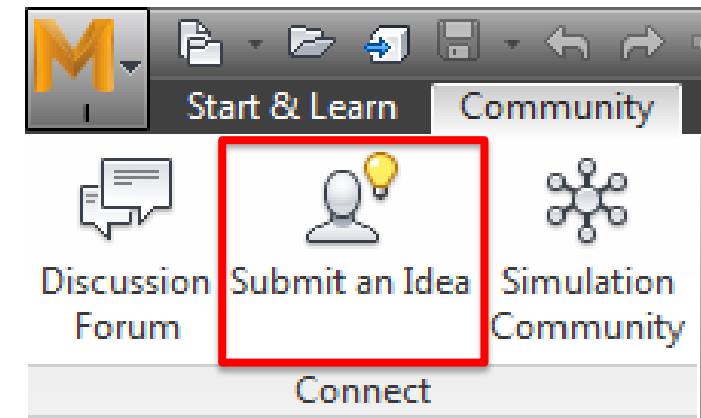 M
I
Start & Learn
Community
Discussion
Forum
Submit an Idea
Simulation
Community
Connect